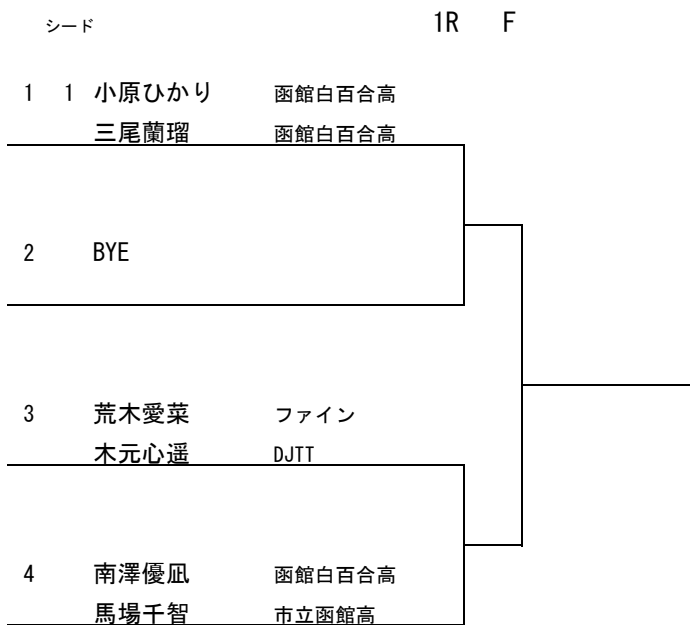 シード 1R F
1 1 小原ひかり 函館白百合高
三尾蘭瑠 函館白百合高
2 BYE
3 荒木愛菜 ファイン
木元心遥 DJTT
4 南澤優凪 函館白百合高
馬場千智 市立函館高